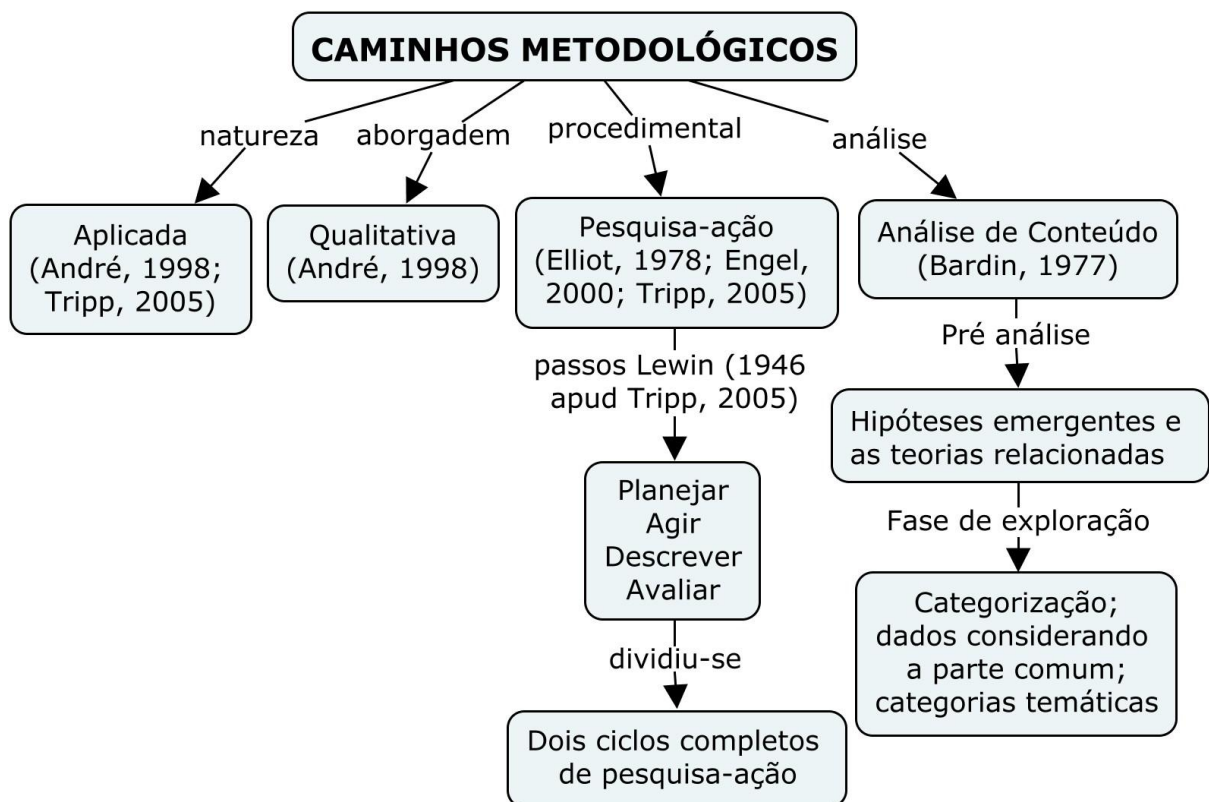 CAMINHOS METODOLÓGICOS
natureza
aborgadem
procedimental
análise
Aplicada
(André, 1998;
Tripp, 2005)
Qualitativa
(André, 1998)
Pesquisa-ação
(Elliot, 1978; Engel,
2000; Tripp, 2005)
Análise de Conteúdo
(Bardin, 1977)
passos Lewin (1946
apud Tripp, 2005)
Planejar
Agir
Descrever
Avaliar
dividiu-se
Dois ciclos completos
de pesquisa-ação
Pré análise
Hipóteses emergentes e
as teorias relacionadas
Fase de exploração
Categorização;
dados considerando
a parte comum;
categorias temáticas